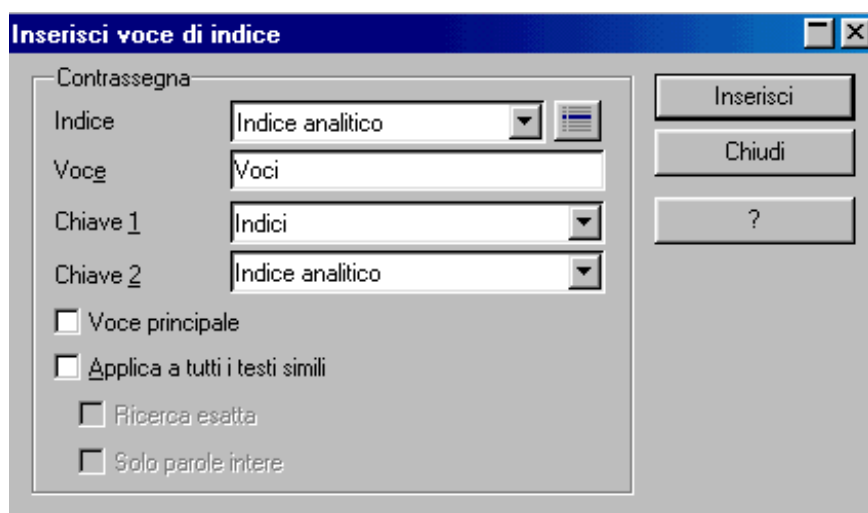 Inserisci voce di indice
Contrassegna
Indice Indice analitico
Voce Voci
Chiave 1 Indici
Chiave 2 Indice analitico
Voce principale
Applica a tutti i testi simili
Ricerca esatta
Solo parole intere
Inserisci
Chiudi
?